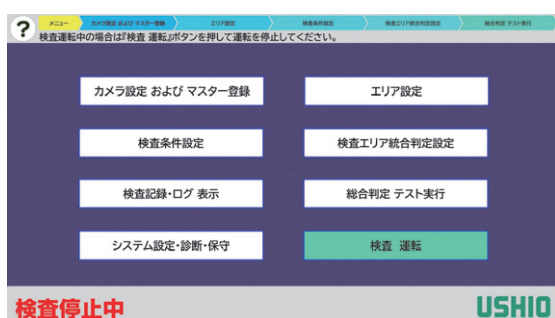 ? メニュー カメラ設定 および マスター登録 エリア設定 検査条件設定 検査エリア統合判定設定 総合判定 テスト実行
検査運転中の場合は『検査 運転』ボタンを押して運転を停止してください。
カメラ設定 および マスター登録 エリア設定
検査条件設定 検査エリア統合判定設定
検査記録・ログ 表示 総合判定 テスト実行
システム設定・診断・保守 検査 運転
検査停止中 USHIO